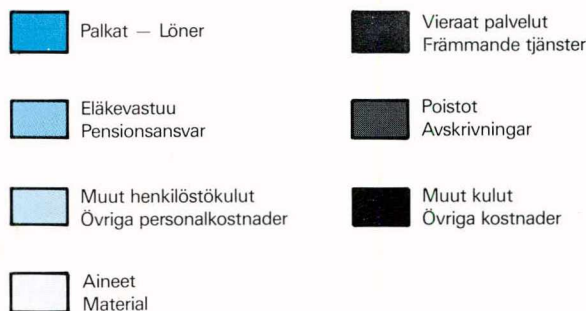 Palkat — Löner
Eläkevastuu
Pensionsansvar
Muut henkilöstökulut
Övriga personalkostnader
Aineet
Material
Vieraat palvelut
Främmande tjänster
Poistot
Avskrivningar
Muut kulut
Övriga kostnader